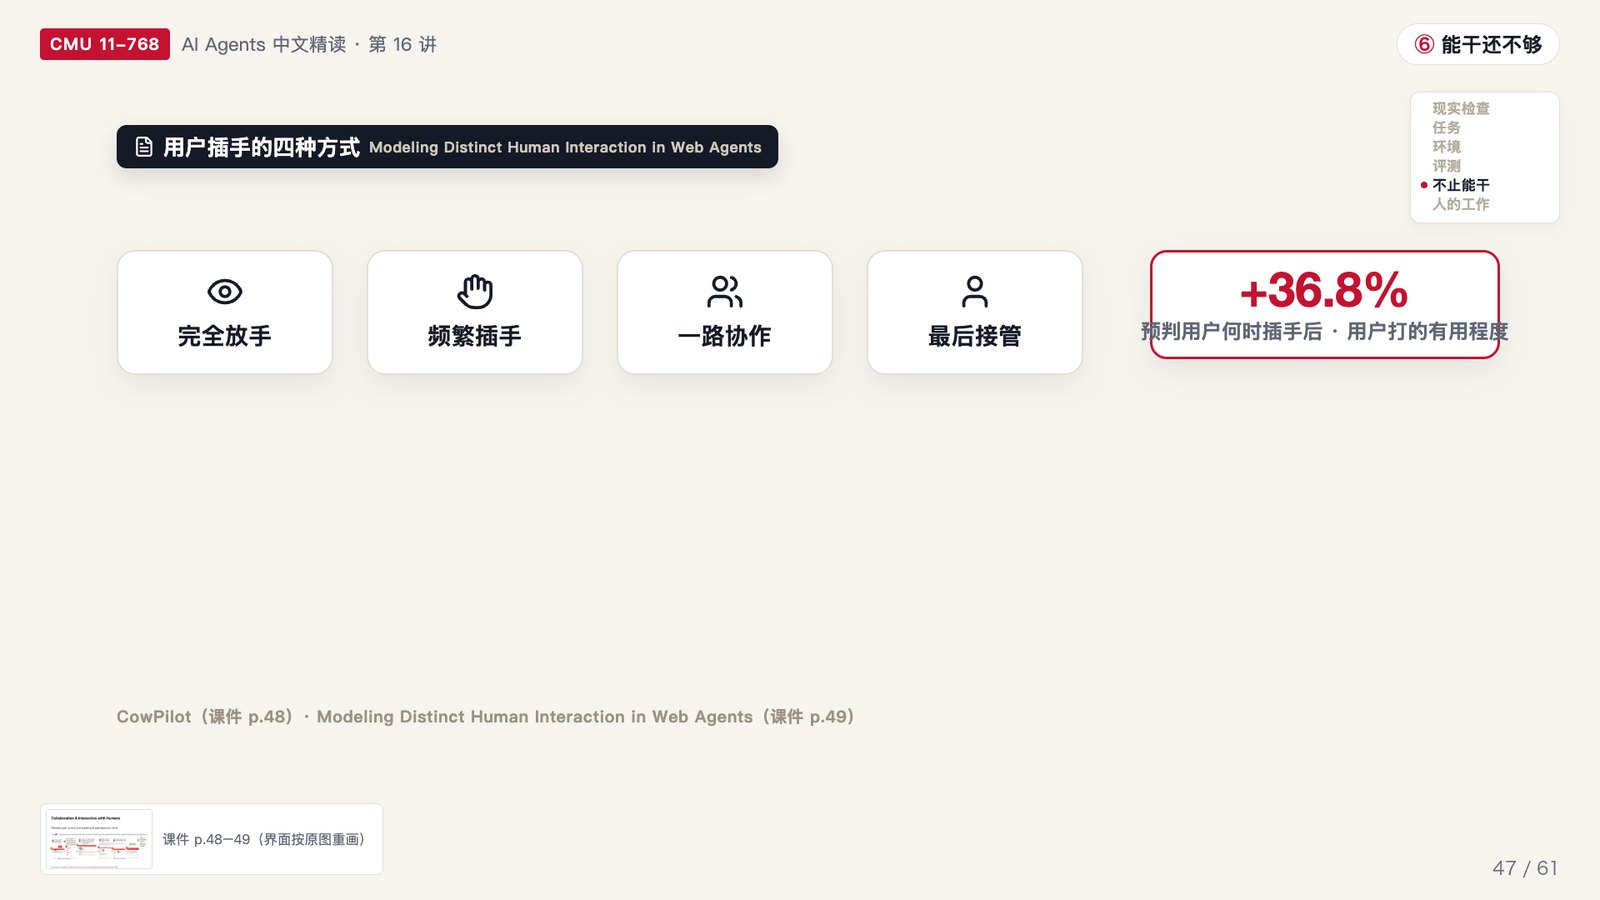 CMU 11-768 AI Agents 中文精读 · 第 16 讲
⑥ 能干还不够
现实检查
任务
环境
评测
不止能干
人的工作
用户插手的四种方式 Modeling Distinct Human Interaction in Web Agents
完全放手
频繁插手
一路协作
最后接管
+36.8%
预判用户何时插手后 · 用户打的有用程度
CowPilot（课件 p.48）· Modeling Distinct Human Interaction in Web Agents（课件 p.49）
Collaboration & Interaction with Humans
课件 p.48–49（界面按原图重画）
47 / 61